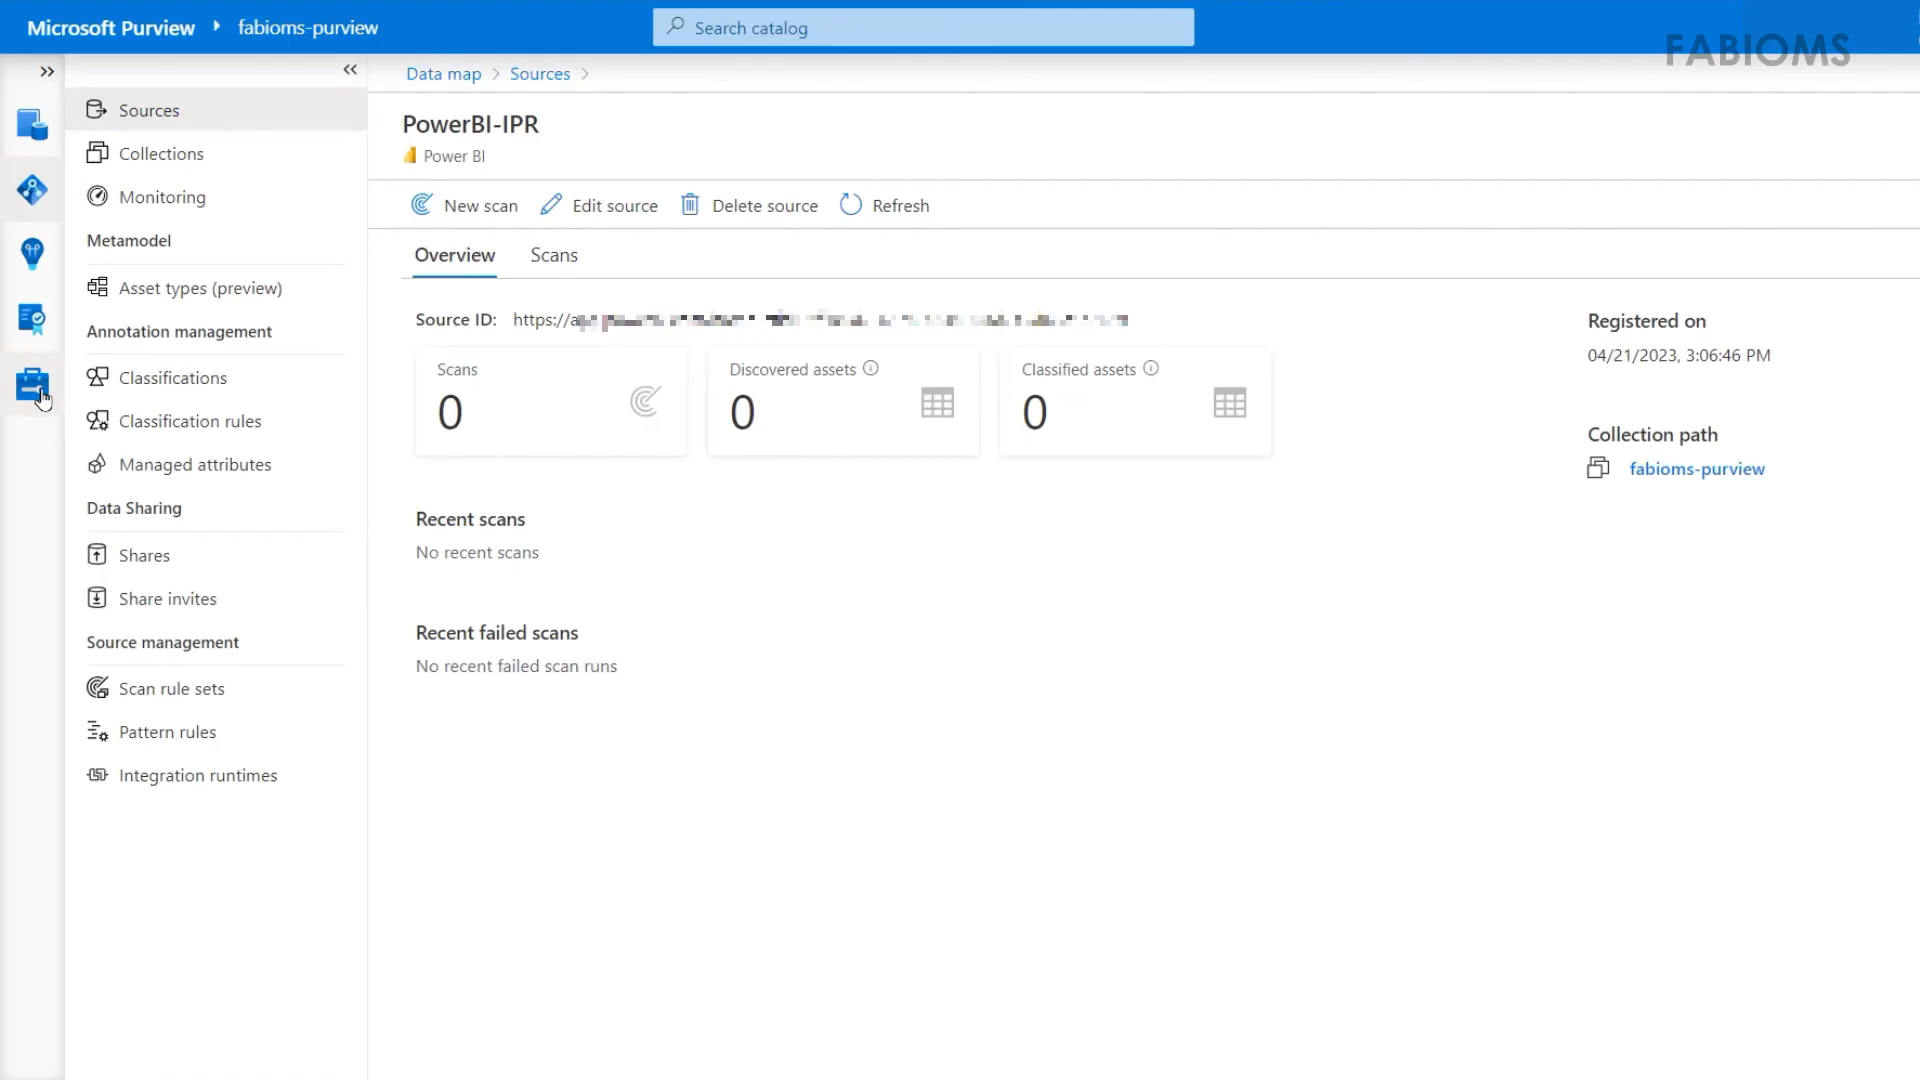 Microsoft Purview
fabioms-purview
Search catalog
FABIOMS
Data map
Sources
Sources
Collections
Monitoring
Metamodel
Asset types (preview)
Annotation management
Classifications
Classification rules
Managed attributes
Data Sharing
Shares
Share invites
Source management
Scan rule sets
Pattern rules
Integration runtimes
PowerBI-IPR
Power BI
New scan
Edit source
Delete source
Refresh
Overview
Scans
Source ID: https://
Scans
0
Discovered assets
0
Classified assets
0
Recent scans
No recent scans
Recent failed scans
No recent failed scan runs
Registered on
04/21/2023, 3:06:46 PM
Collection path
fabioms-purview